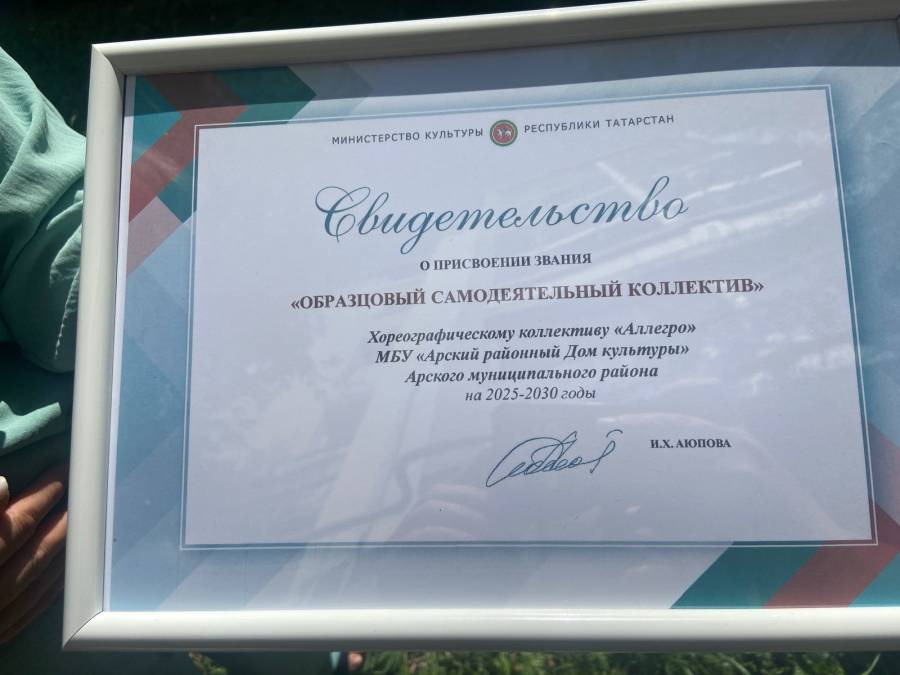 МИНИСТЕРСТВО КУЛЬТУРЫ РЕСПУБЛИКИ ТАТАРСТАН
Свидетельство
О ПРИСВОЕНИИ ЗВАНИЯ
«ОБРАЗЦОВЫЙ САМОДЕЯТЕЛЬНЫЙ КОЛЛЕКТИВ»
Хореографическому коллективу «Аллегро»
МБУ «Арский районный Дом культуры»
Арского муниципального района
на 2025-2030 годы
И.Х. АЮПОВА